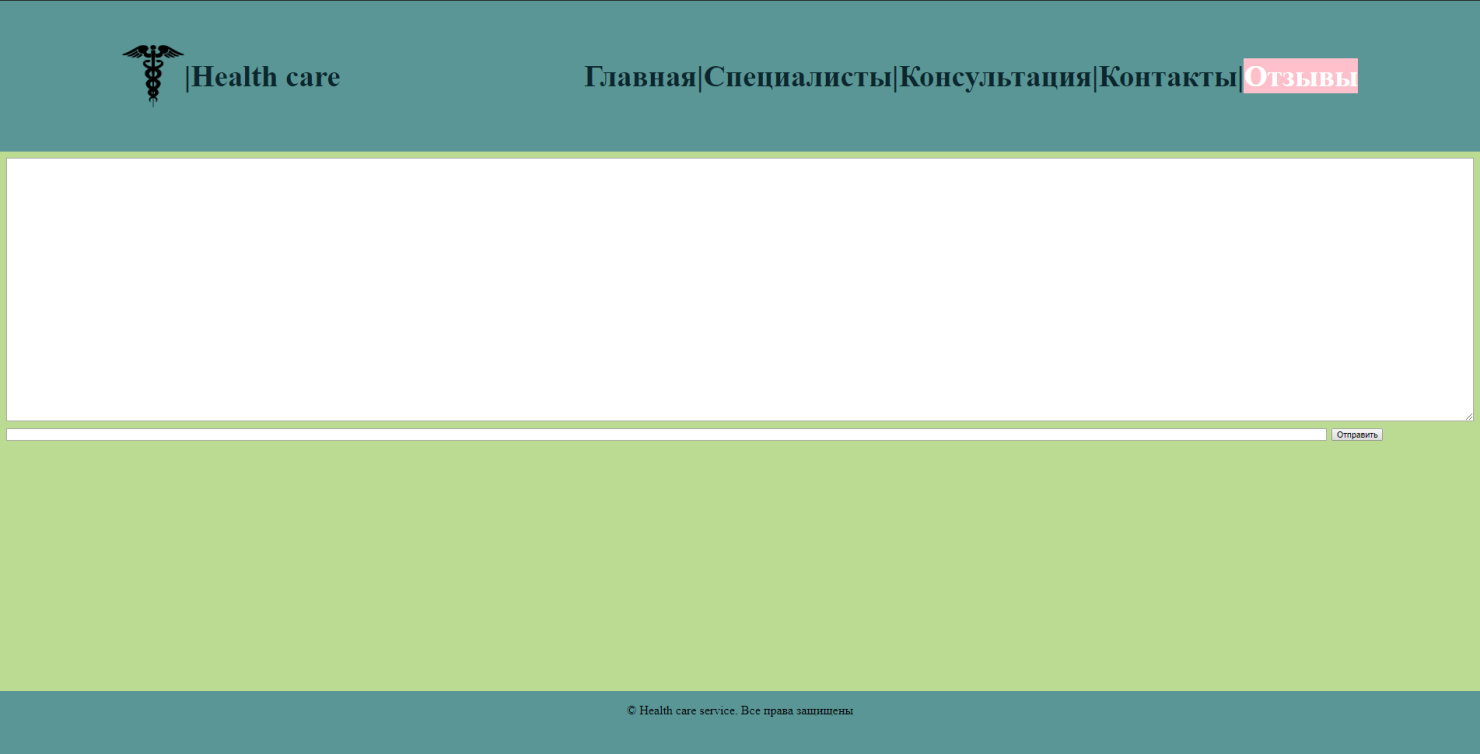 |Health care
Главная|Специалисты|Консультация|Контакты|Отзывы
Отправить
© Health care service. Все права защищены